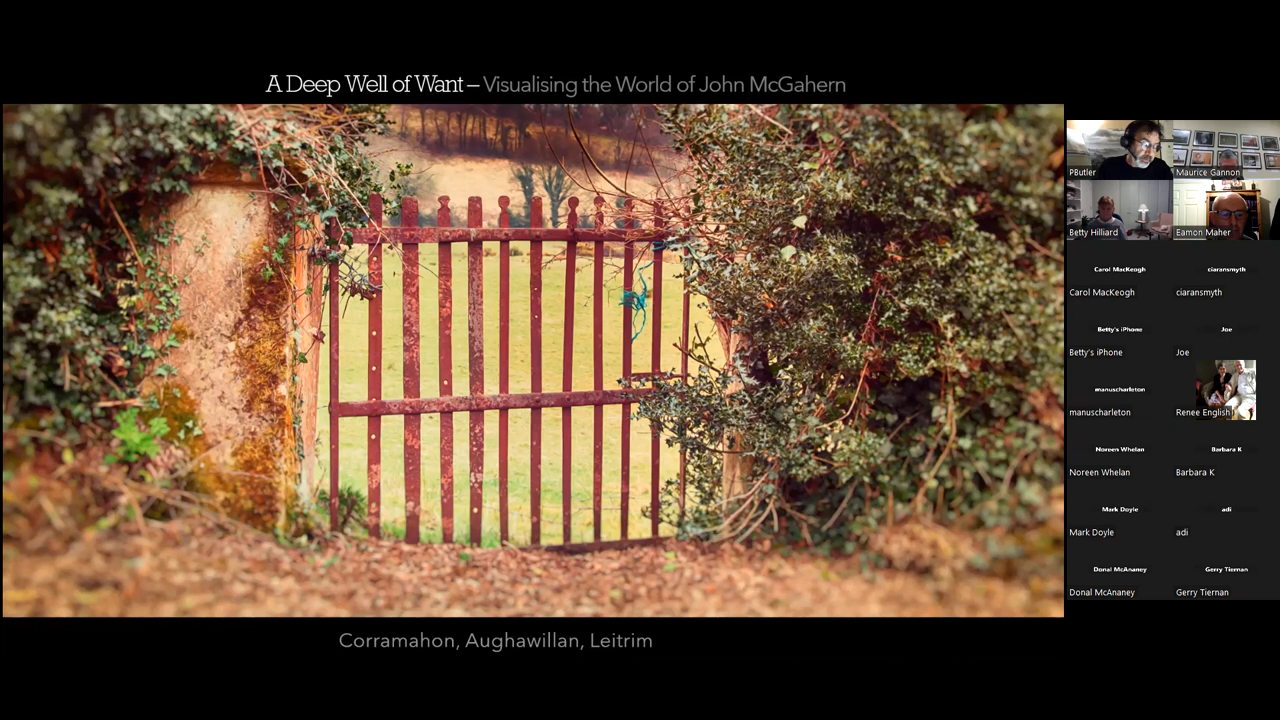 A Deep Well of Want – Visualising the World of John McGahern
PButler
Maurice Gannon
Betty Hilliard
Eamon Maher
Carol MacKeogh
ciaransmyth
Carol MacKeogh
ciaransmyth
Betty's iPhone
Joe
Betty's iPhone
Joe
manuscharleton
manuscharleton
Renee English
Noreen Whelan
Barbara K
Noreen Whelan
Barbara K
Mark Doyle
adi
Mark Doyle
adi
Donal McAnaney
Gerry Tiernan
Donal McAnaney
Gerry Tiernan
Corramahon, Aughawillan, Leitrim